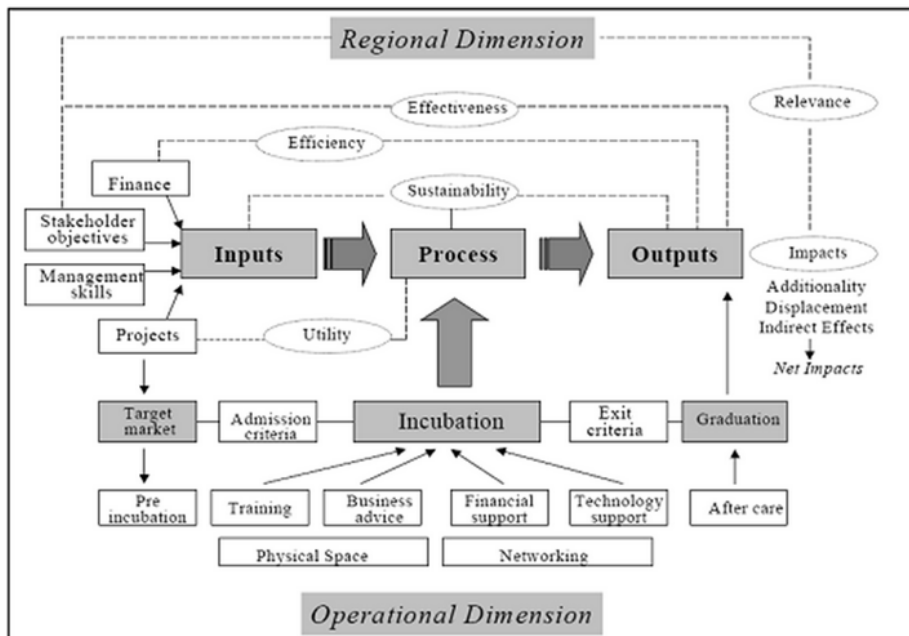 Regional Dimension
Effectiveness
Relevance
Efficiency
Finance
Sustainability
Stakeholder
objectives
Inputs
Process
Outputs
Impacts
Management
skills
Additionality
Displacement
Indirect Effects
Projects
Utility
Net Impacts
Target
market
Admission
criteria
Incubation
Exit
criteria
Graduation
Pre
incubation
Training
Business
advice
Financial
support
Technology
support
After care
Physical Space
Networking
Operational Dimension